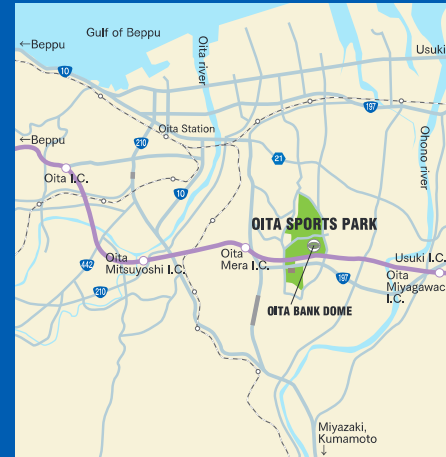 Gulf of Beppu
←Beppu
Oita river
Usuki
10
197
Oita Station
210
21
←Beppu
Ohono river
Oita I.C.
10
OITA SPORTS PARK
Oita
Mitsuyoshi I.C.
Oita
Mera I.C.
Usuki I.C.
442
197
Oita
Miyagawac
I.C.
210
OITA BANK DOME
Miyazaki,
Kumamoto
↓